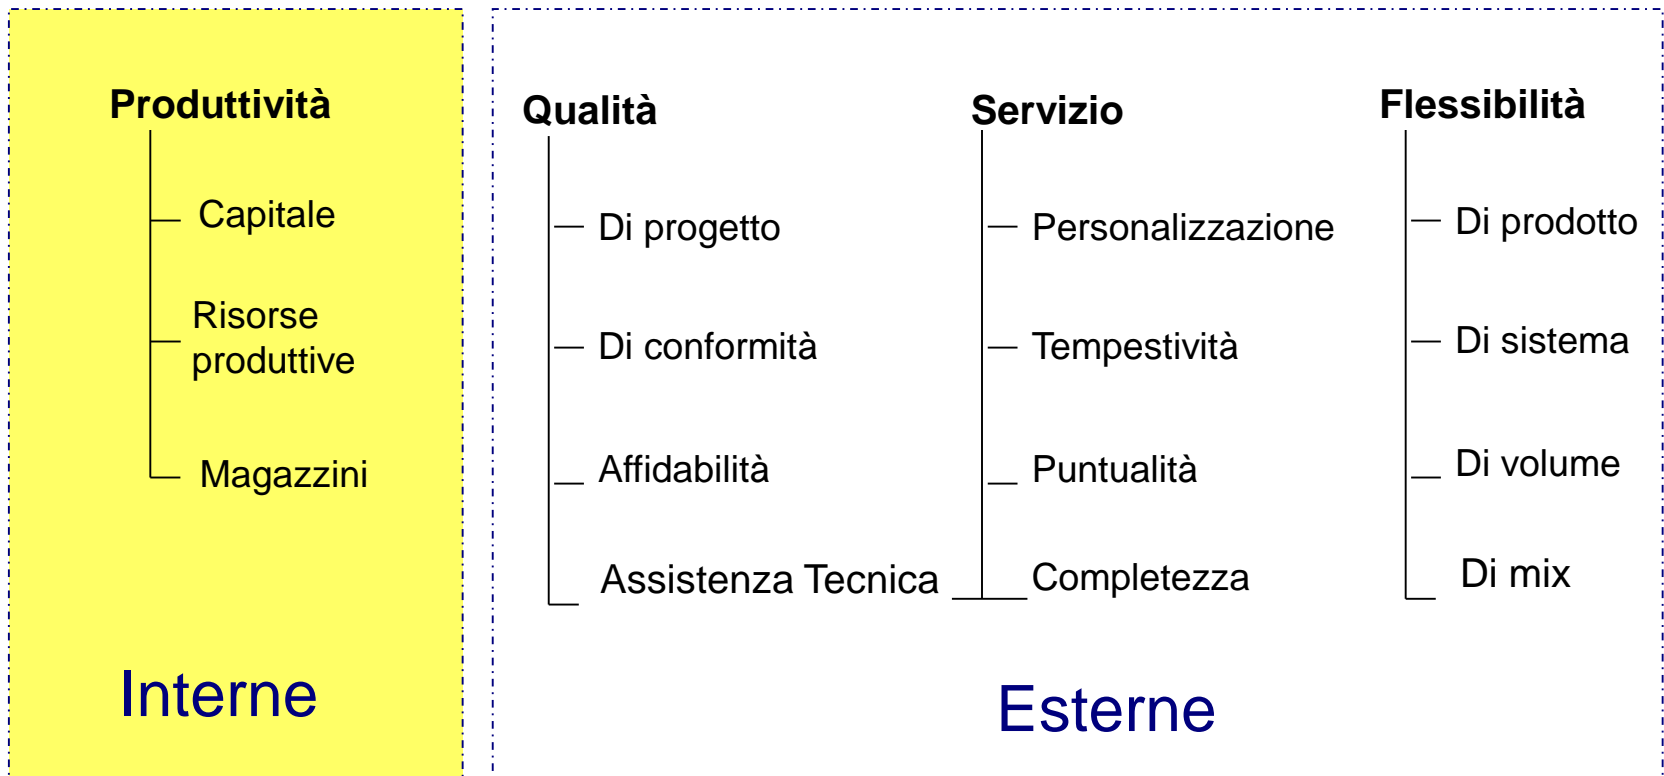 Produttività
Capitale
Risorse
produttive
Magazzini
Interne
Qualità
Di progetto
Di conformità
Affidabilità
Assistenza Tecnica
Servizio
Personalizzazione
Tempestività
Puntualità
Completezza
Flessibilità
Di prodotto
Di sistema
Di volume
Di mix
Esterne